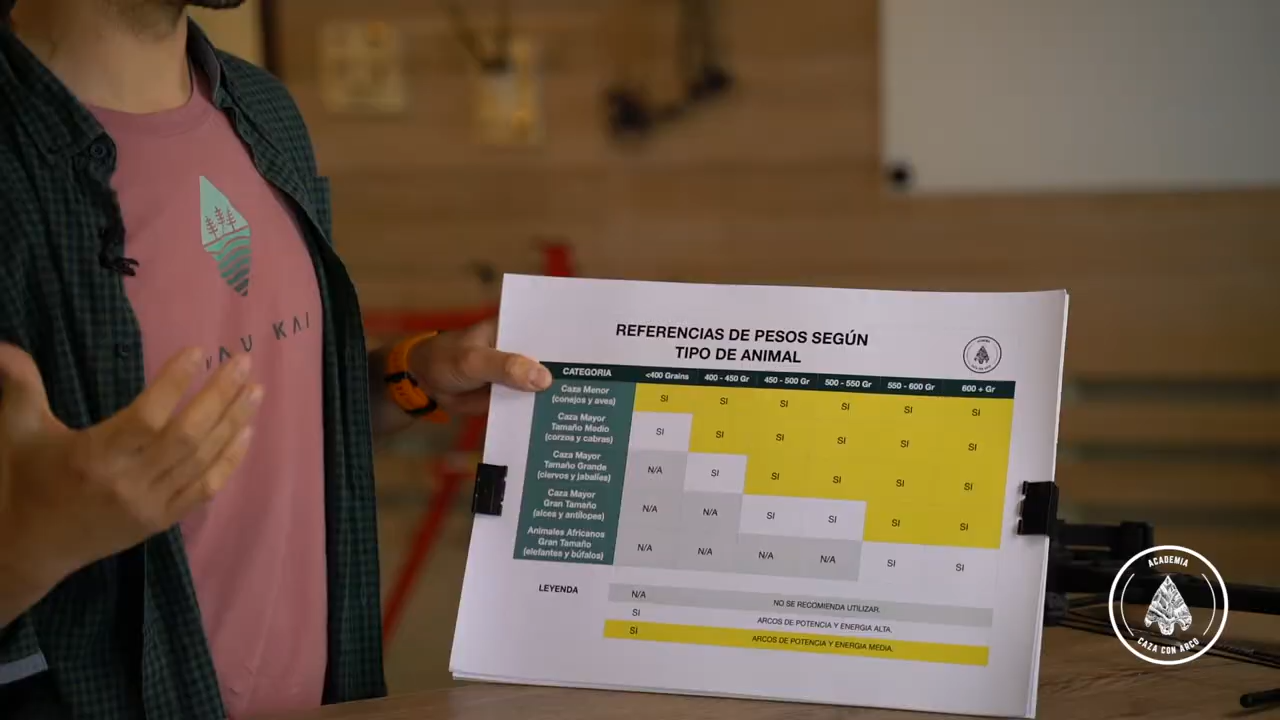 AU KAI
REFERENCIAS DE PESOS SEGÚN
TIPO DE ANIMAL
CATEGORIA <400 Grains 400 - 450 Gr 450 - 500 Gr 500 - 550 Gr 550 - 600 Gr 600 + Gr
Caza Menor
(conejos y aves)
SI SI SI SI SI SI
Caza Mayor
Tamaño Medio
(corzos y cabras)
SI SI SI SI SI SI
Caza Mayor
Tamaño Grande
(ciervos y jabalíes)
N/A SI SI SI SI SI
Caza Mayor
Gran Tamaño
(alces y antílopes)
N/A N/A SI SI SI SI
Animales Africanos
Gran Tamaño
(elefantes y búfalos)
N/A N/A N/A N/A SI SI
LEYENDA
N/A NO SE RECOMIENDA UTILIZAR.
SI ARCOS DE POTENCIA Y ENERGIA ALTA.
SI ARCOS DE POTENCIA Y ENERGIA MEDIA.
ACADEMIA
CAZA CON ARCO